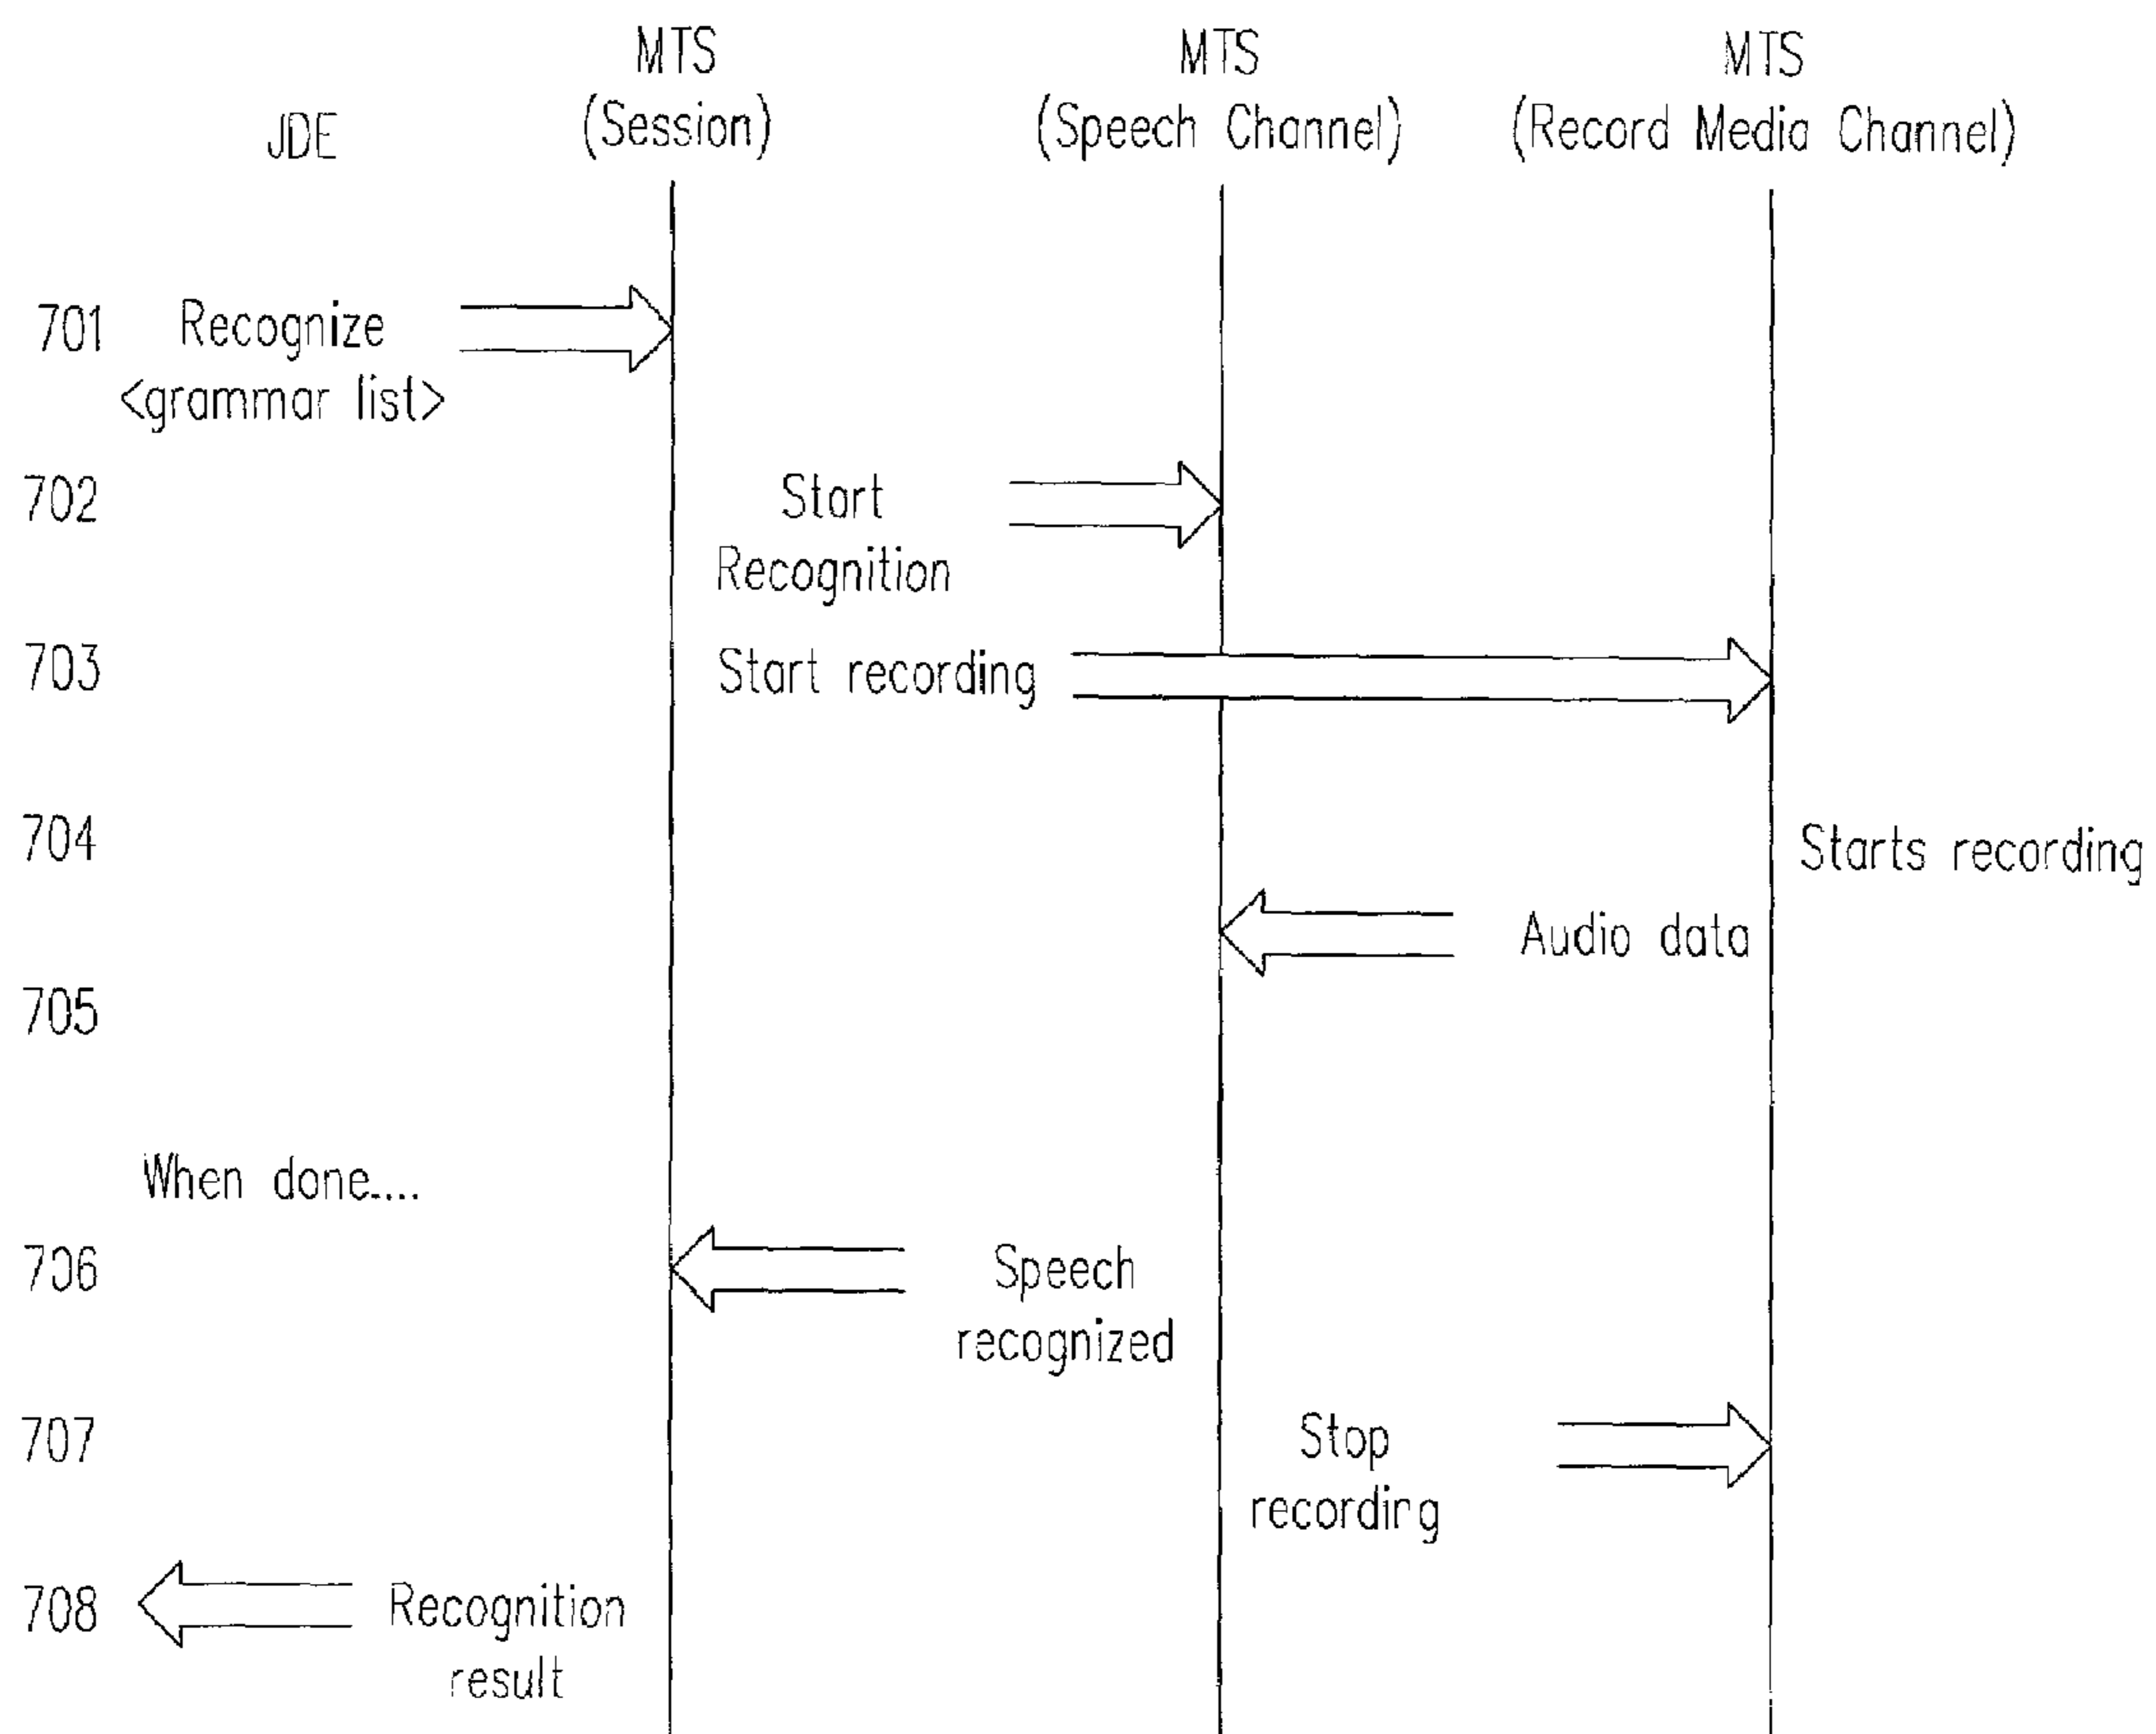 MTS
(Session)
MTS
(Speech Channel)
MTS
(Record Media Channel)
JDE
701 Recognize
<grammar list>
702 Start
Recognition
703 Start recording
704 Starts recording
Audio data
705
When done....
706 Speech
recognized
707 Stop
recording
708 Recognition
result